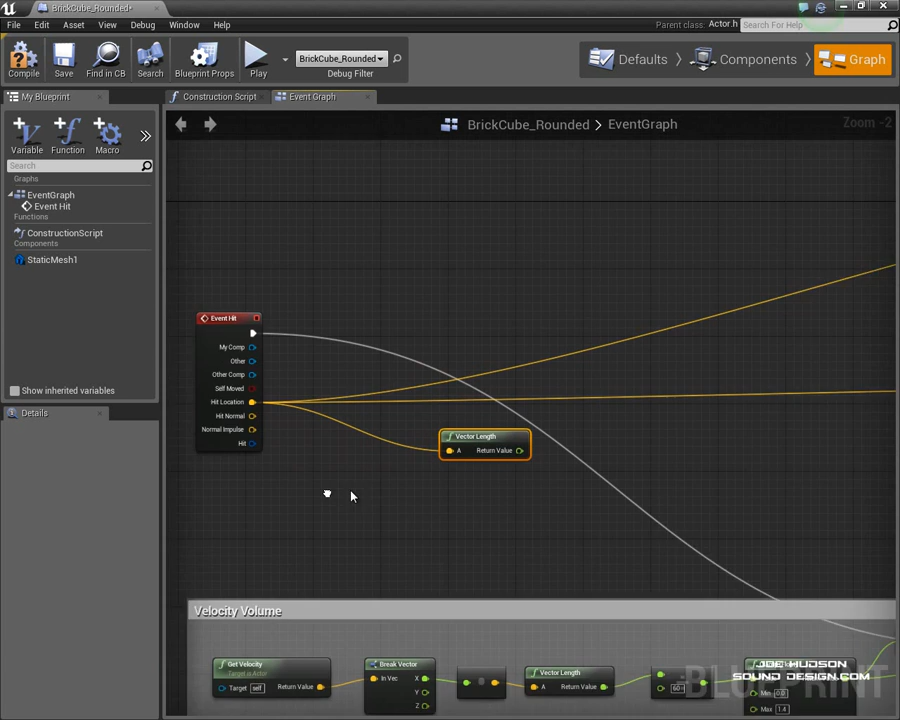 BrickCube_Rounded*
File Edit Asset View Debug Window Help
Parent class: Actor.h Search For Help
Compile Save Find in CB Search Blueprint Props Play
BrickCube_Rounded
Debug Filter
Defaults Components Graph
My Blueprint
Construction Script Event Graph
Variable Function Macro
BrickCube_Rounded > EventGraph
Zoom -2
Search
Graphs
EventGraph
Event Hit
Functions
ConstructionScript
Components
StaticMesh1
Show inherited variables
Details
Event Hit
My Comp
Other
Other Comp
Self Moved
Hit Location
Hit Normal
Normal Impulse
Hit
Vector Length
A Return Value
Velocity Volume
Get Velocity
Target is Actor
Target self Return Value
Break Vector
In Vec X
Y
Z
Vector Length
A Return Value
60
Min 0.0
Max 1.4
BLUEPRINT
JOE HUDSON
SOUND DESIGN.COM